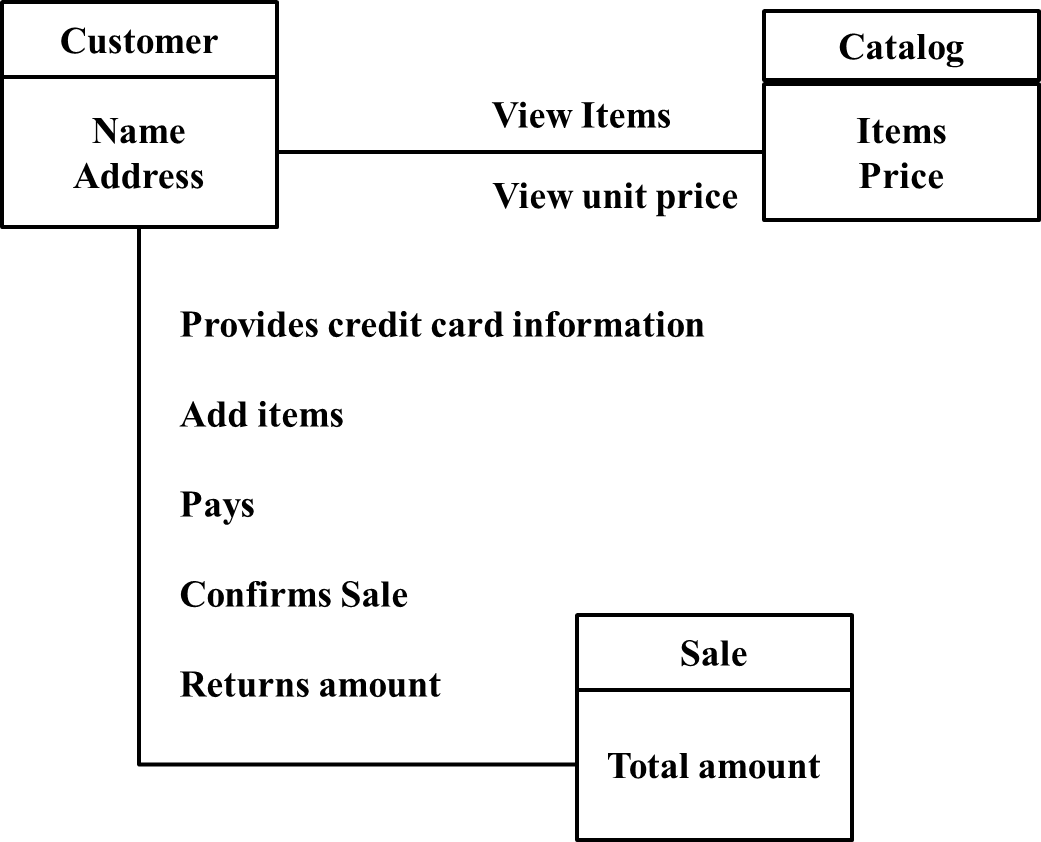 Customer
Name
Address
View Items
View unit price
Catalog
Items
Price
Provides credit card information
Add items
Pays
Confirms Sale
Returns amount
Sale
Total amount